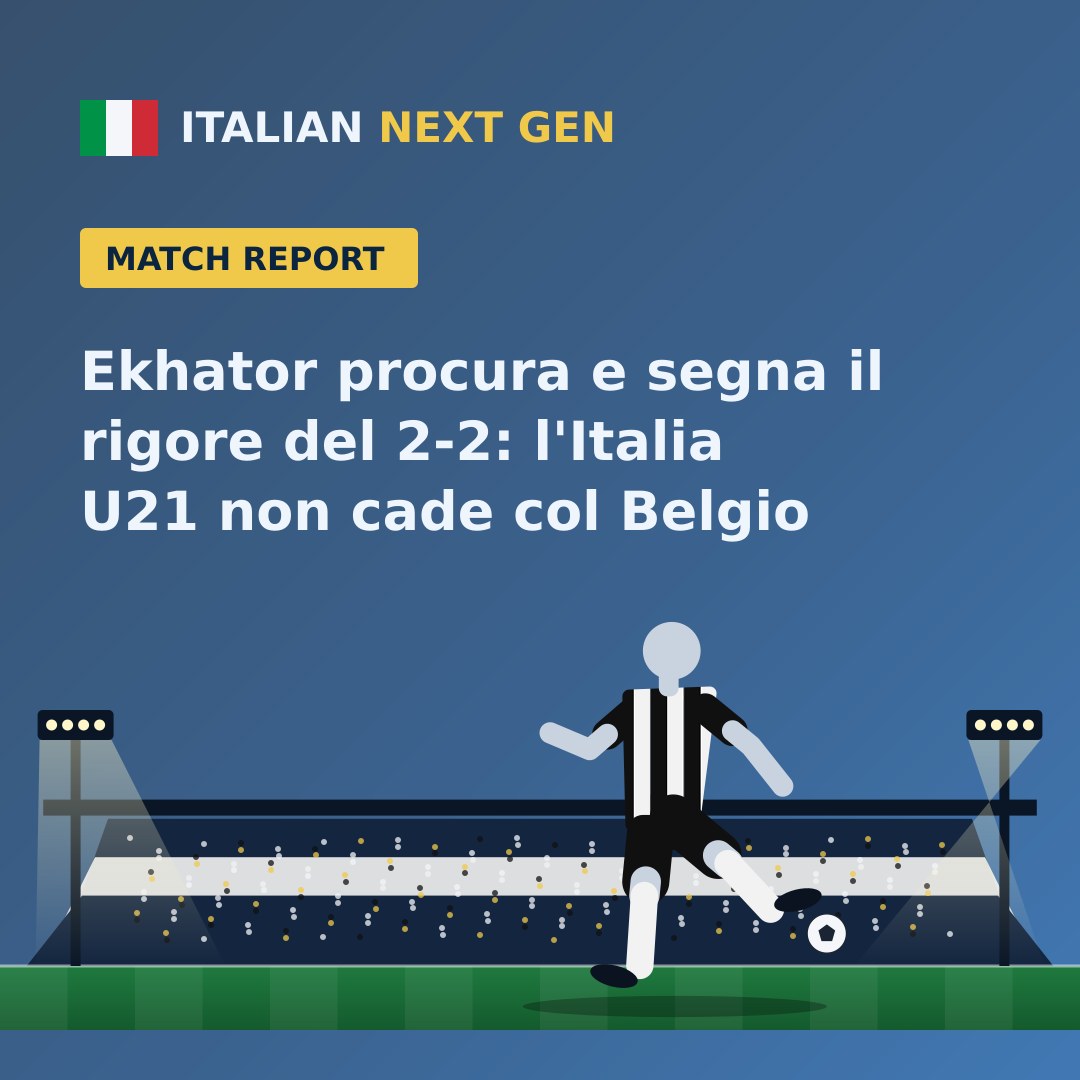 ITALIAN NEXT GEN
MATCH REPORT
Ekhator procura e segna il
rigore del 2-2: l'Italia
U21 non cade col Belgio